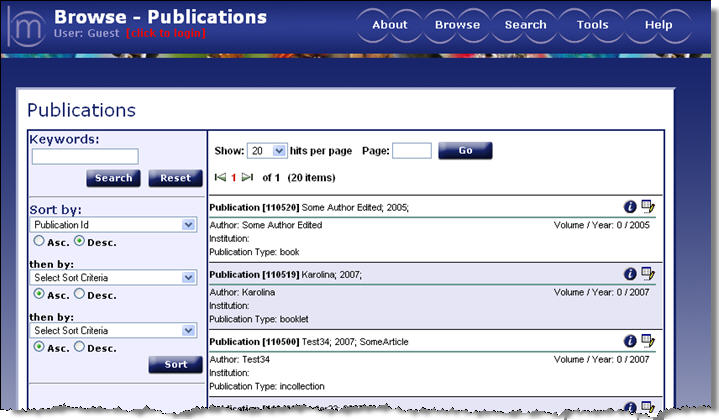 m
Browse - Publications
User: Guest [click to login]
About Browse Search Tools Help
Publications
Keywords:
Search Reset
Sort by:
Publication Id
Asc. Desc.
then by:
Select Sort Criteria
Asc. Desc.
then by:
Select Sort Criteria
Asc. Desc.
Sort
Show: 20 hits per page Page: Go
1 of 1 (20 items)
Publication [110520] Some Author Edited; 2005;
Author: Some Author Edited Volume / Year: 0 / 2005
Institution:
Publication Type: book
Publication [110519] Karolina; 2007;
Author: Karolina Volume / Year: 0 / 2007
Institution:
Publication Type: booklet
Publication [110500] Test34; 2007; SomeArticle
Author: Test34 Volume / Year: 0 / 2007
Institution:
Publication Type: incollection